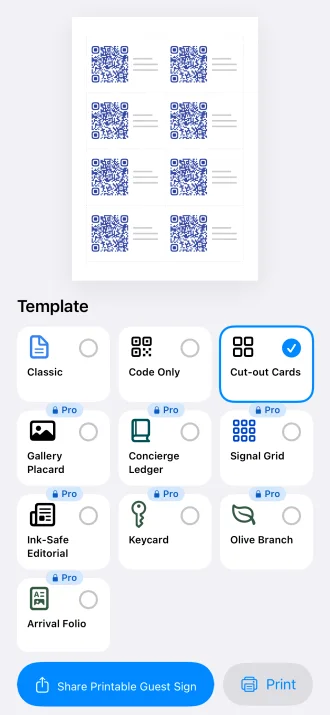 Template
Classic
Code Only
Cut-out Cards
Pro
Pro
Pro
Gallery
Placard
Concierge
Ledger
Signal Grid
Pro
Pro
Pro
Ink-Safe
Editorial
Keycard
Olive Branch
Pro
Arrival Folio
Share Printable Guest Sign
Print